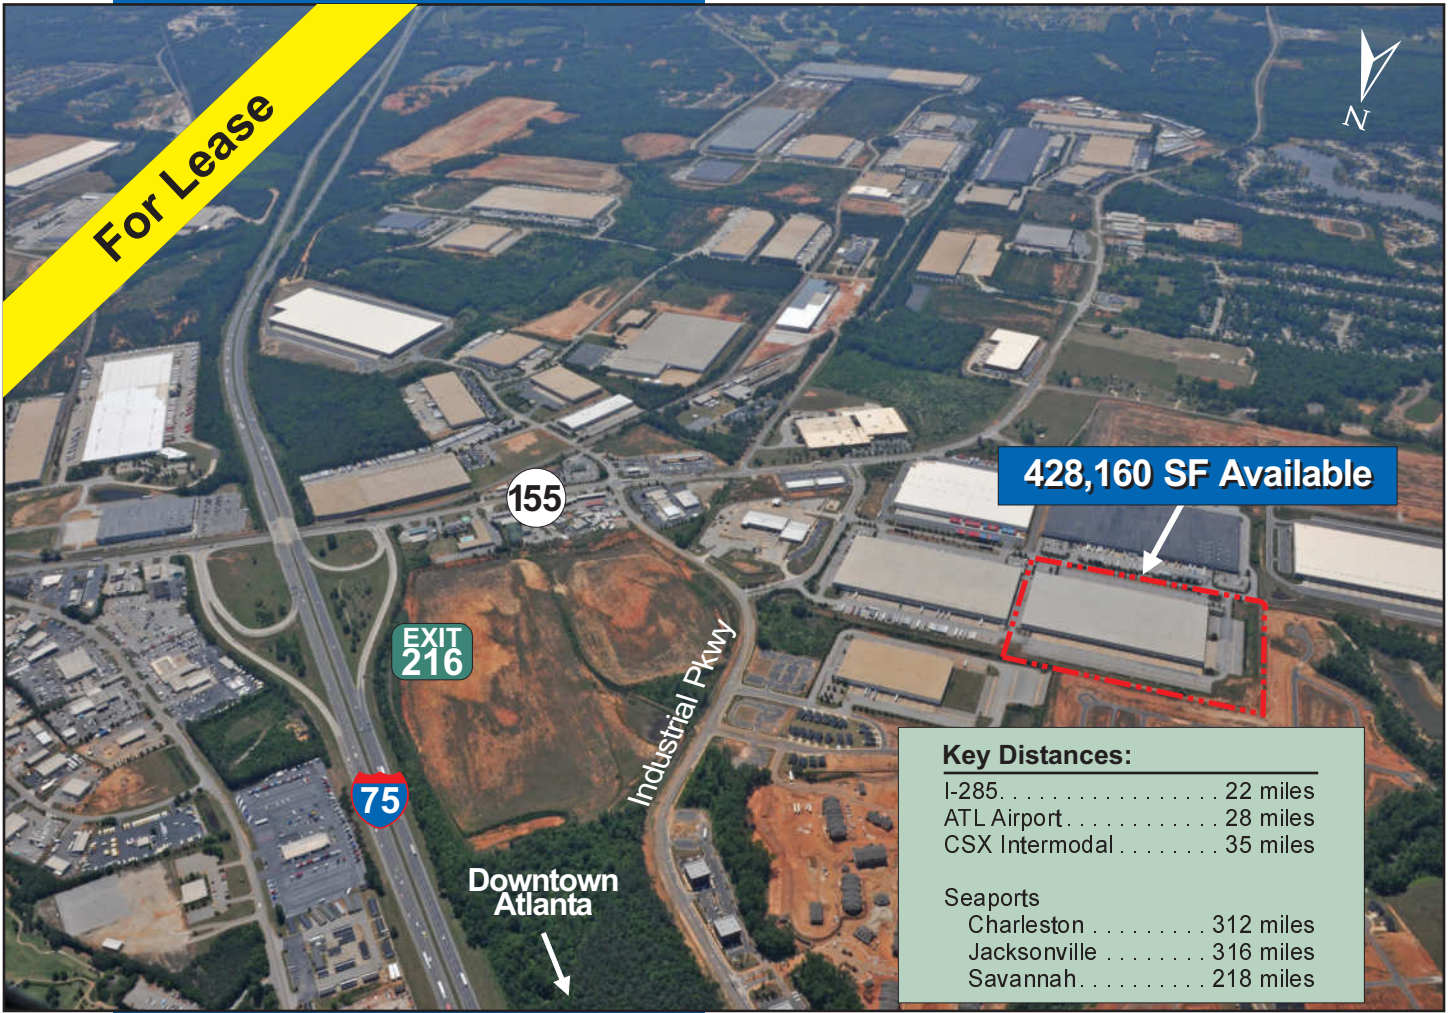 For Lease
N
428,160 SF Available
155
EXIT
216
Industrial Pkwy
75
Downtown
Atlanta
Key Distances:
I-285. . . . . . . . . . . . . . . . . 22 miles
ATL Airport . . . . . . . . . . . . 28 miles
CSX Intermodal . . . . . . . . 35 miles
Seaports
Charleston . . . . . . . . . 312 miles
Jacksonville . . . . . . . . 316 miles
Savannah. . . . . . . . . . 218 miles